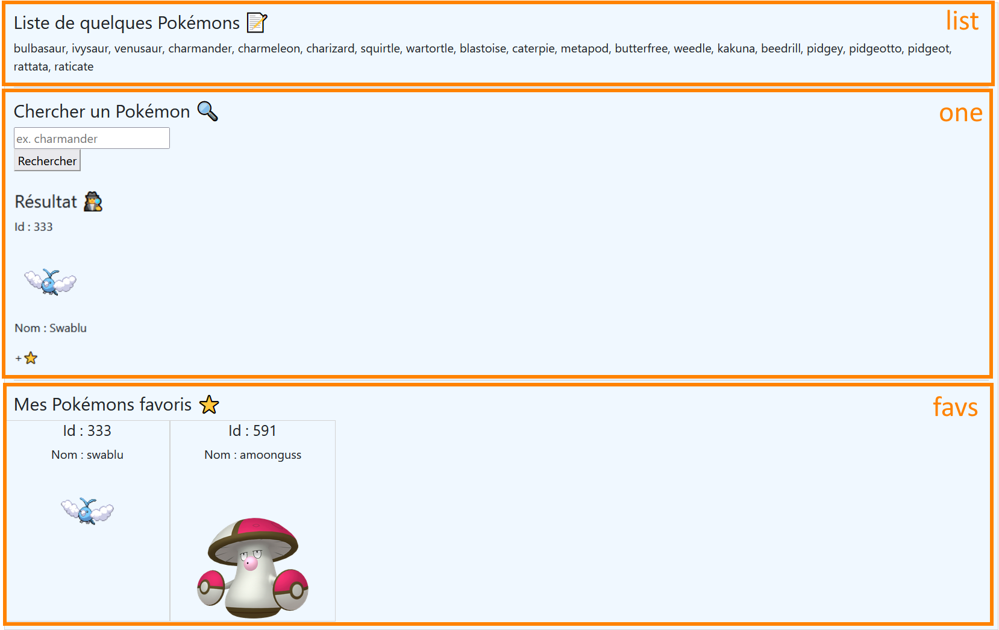 Liste de quelques Pokémons
list
bulbasaur, ivysaur, venusaur, charmander, charmeleon, charizard, squirtle, wartortle, blastoise, caterpie, metapod, butterfree, weedle, kakuna, beedrill, pidgey, pidgeotto, pidgeot,
rattata, raticate
Chercher un Pokémon
one
ex. charmander
Rechercher
Résultat
Id : 333
Nom : Swablu
+
Mes Pokémons favoris
favs
Id : 333
Nom : swablu
Id : 591
Nom : amoonguss